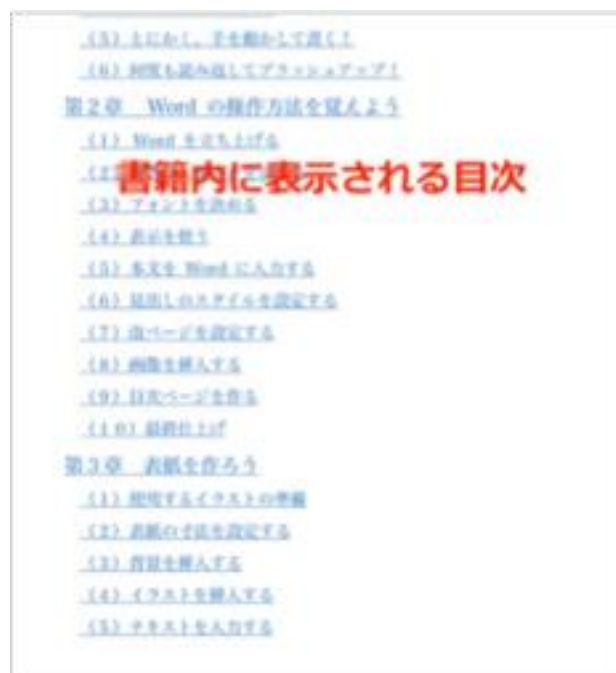 （5）とにかく、手を動かして書く！
（6）何度も読み返してブラッシュアップ！
第2章　Word の操作方法を覚えよう
（1）Word を立ち上げる
書籍内に表示される目次
（3）フォントを決める
（4）表示を使う
（5）本文を Word に入力する
（6）見出しのスタイルを設定する
（7）改ページを設定する
（8）画像を挿入する
（9）目次ページを作る
（10）最終仕上げ
第3章　表紙を作ろう
（1）使用するイラストの準備
（2）表紙の寸法を設定する
（3）背景を挿入する
（4）イラストを挿入する
（5）テキストを入力する